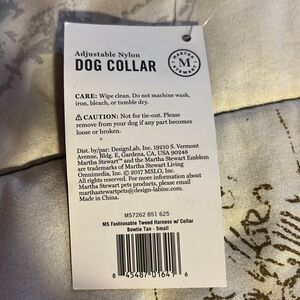 Adjustable Nylon
DOG COLLAR
MARTHA
M
STEWART
CARE: Wipe clean. Do not machine wash,
iron, bleach, or tumble dry.
⚠ CAUTION: Not for tie-out. Please
remove from your dog if any part becomes
loose or broken.
Dist. by/par: DesignLab, Inc. 19210 S. Vermont
Avenue, Bldg. E, Gardena, CA, USA 90248
Martha Stewart™ and the Martha Stewart Emblem
are trademarks of Martha Stewart Living
Omnimedia, Inc. © 2017 MSLO, Inc.
All rights reserved. For more information about
Martha Stewart pets products, please email
marthastewartpets@design-labinc.com.
Made in China.
M57262 851 62S
MS Fashionable Tweed Harness w/ Collar
Bowtie Tan - Small
8 45487 01641 6